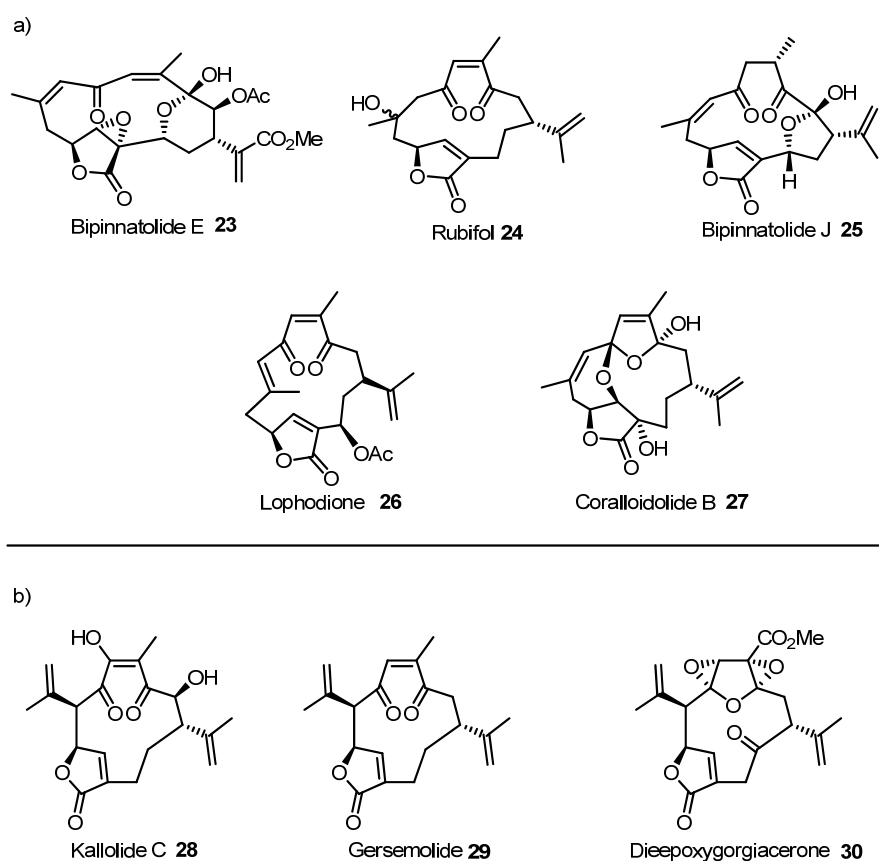 a)
O
OH
O
OAc
O
O
CO2Me
O
O
Bipinnatolide E 23
HO
O
O
O
O
Rubifol 24
O
O
OH
O
O
O
H
Bipinnatolide J 25
O
O
O
O
OAc
Lophodione 26
OH
O
O
O
O
OH
Coralloidolide B 27
b)
HO
OH
O
O
O
O
Kallolide C 28
O
O
O
O
Gersemolide 29
CO2Me
O
O
O
O
O
O
Dieepoxygorgiacerone 30